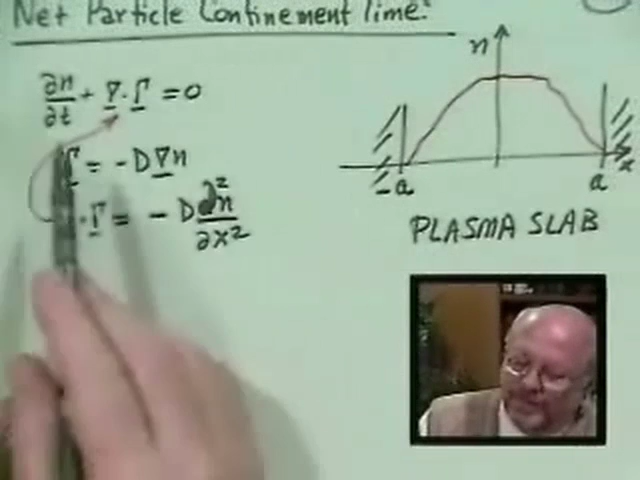 Net Particle Confinement Time:
∂n/∂t + ∇·Γ = 0
Γ = -D∇n
·Γ = -D ∂²n/∂x²
n
-a a x
PLASMA SLAB